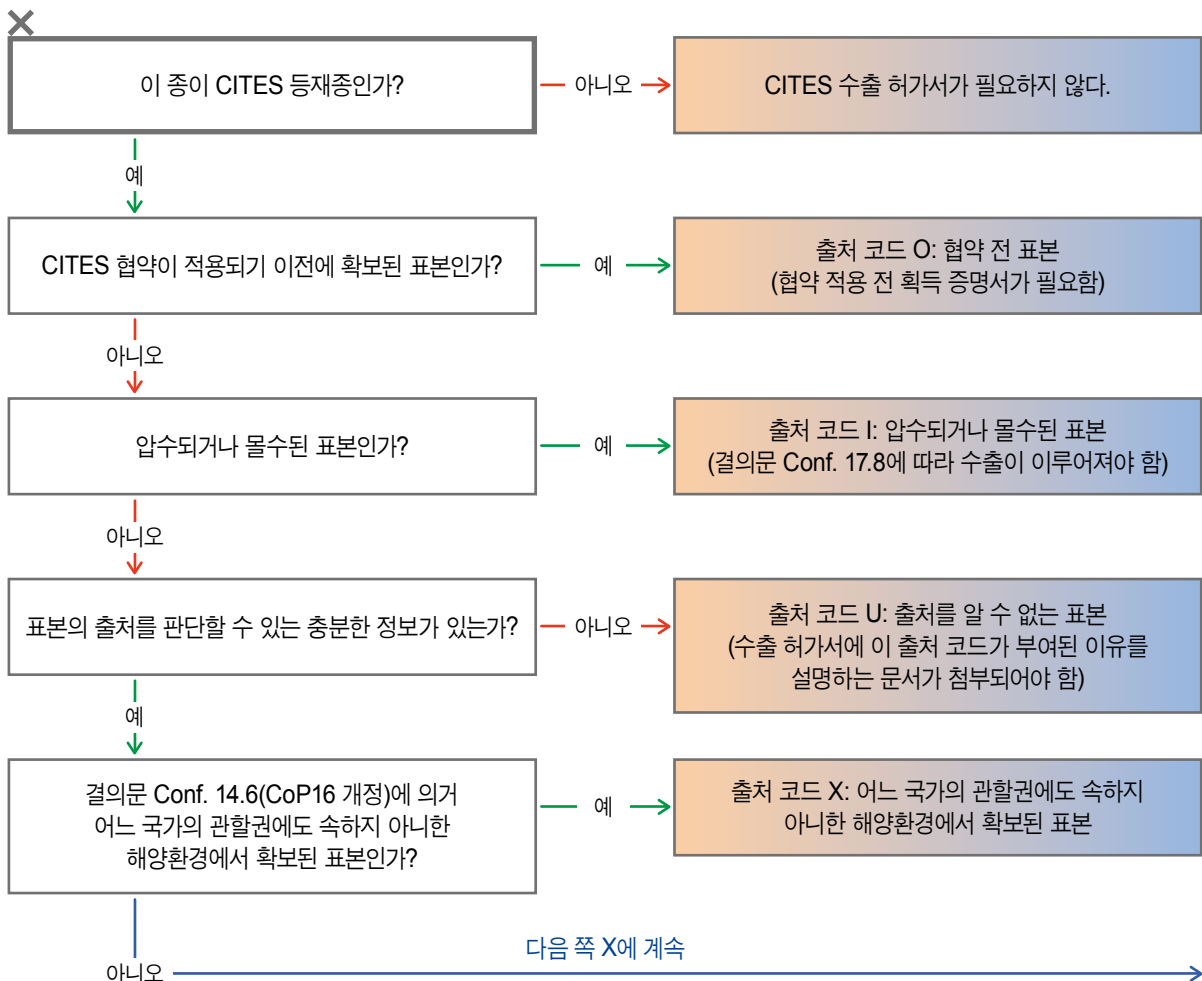 이 종이 CITES 등재종인가?
아니오
CITES 수출 허가서가 필요하지 않다.
예
CITES 협약이 적용되기 이전에 확보된 표본인가?
예
출처 코드 O: 협약 전 표본
(협약 적용 전 획득 증명서가 필요함)
아니오
압수되거나 몰수된 표본인가?
예
출처 코드 I: 압수되거나 몰수된 표본
(결의문 Conf. 17.8에 따라 수출이 이루어져야 함)
아니오
표본의 출처를 판단할 수 있는 충분한 정보가 있는가?
아니오
출처 코드 U: 출처를 알 수 없는 표본
(수출 허가서에 이 출처 코드가 부여된 이유를
설명하는 문서가 첨부되어야 함)
예
결의문 Conf. 14.6(CoP16 개정)에 의거
어느 국가의 관할권에도 속하지 아니한
해양환경에서 확보된 표본인가?
예
출처 코드 X: 어느 국가의 관할권에도 속하지
아니한 해양환경에서 확보된 표본
다음 쪽 X에 계속
아니오